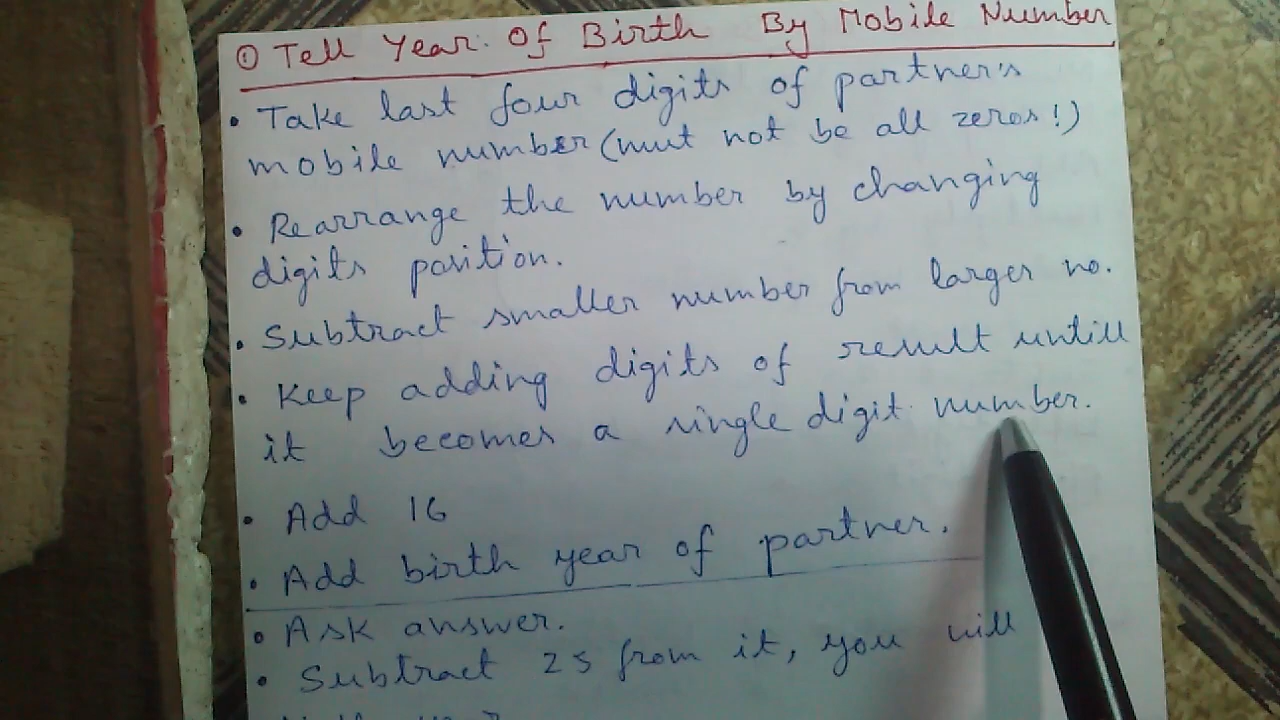 ① Tell Year Of Birth By Mobile Number
• Take last four digits of partner's
mobile number (must not be all zeros!)
• Rearrange the number by changing
digits position.
• Subtract smaller number from larger no.
• Keep adding digits of result untill
it becomes a single digit number.
• Add 16
• Add birth year of partner.
• Ask answer.
• Subtract 25 from it, you will